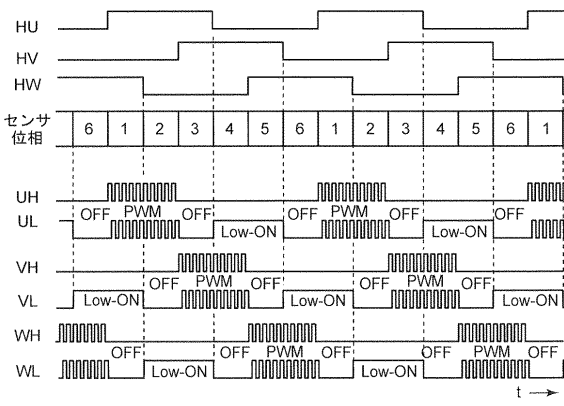 HU
HV
HW
センサ
位相
6 1 2 3 4 5 6 1 2 3 4 5 6 1
UH
OFF PWM OFF OFF PWM OFF OFF
UL
Low-ON Low-ON
VH
OFF PWM OFF OFF PWM OFF
VL
Low-ON Low-ON Low-ON
WH
OFF OFF PWM OFF OFF PWM OFF
WL
Low-ON Low-ON
t